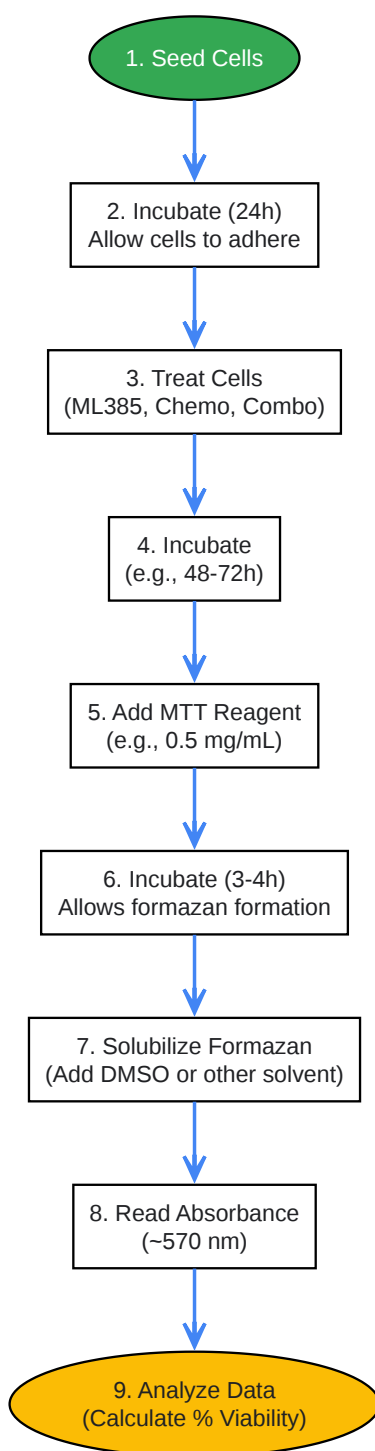 1. Seed Cells
2. Incubate (24h)
Allow cells to adhere
3. Treat Cells
(ML385, Chemo, Combo)
4. Incubate
(e.g., 48-72h)
5. Add MTT Reagent
(e.g., 0.5 mg/mL)
6. Incubate (3-4h)
Allows formazan formation
7. Solubilize Formazan
(Add DMSO or other solvent)
8. Read Absorbance
(~570 nm)
9. Analyze Data
(Calculate % Viability)